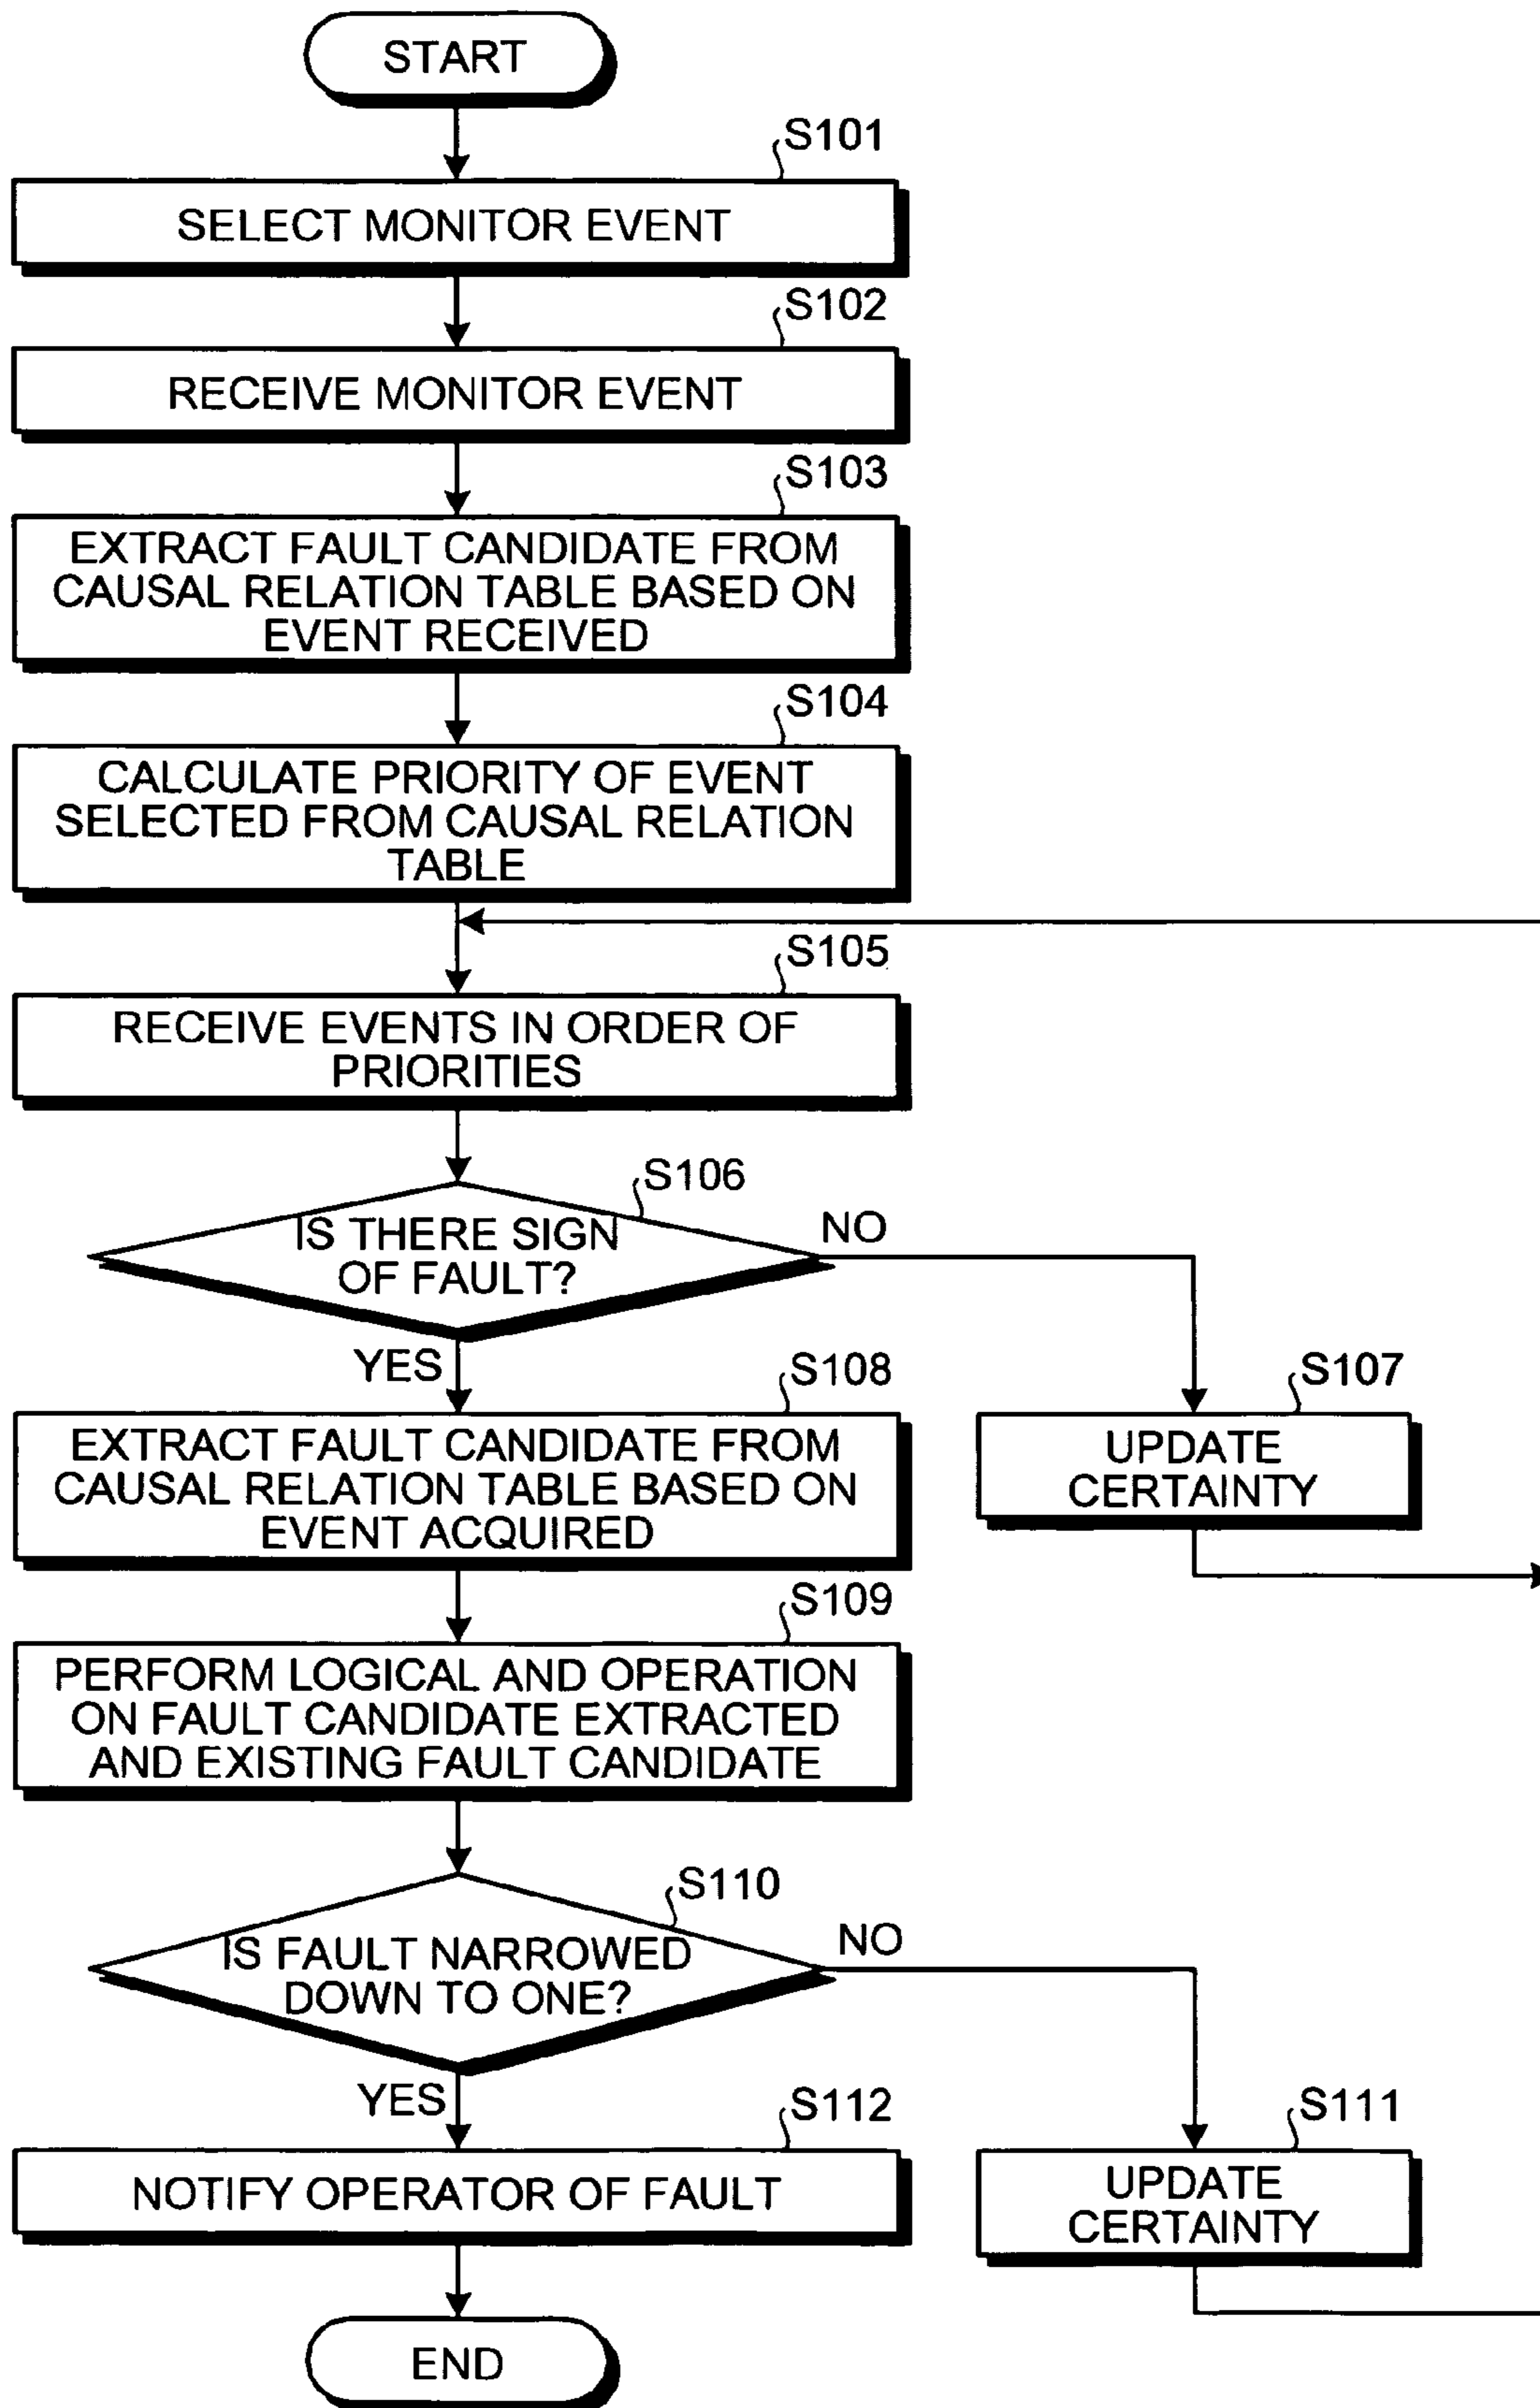 START
S101
SELECT MONITOR EVENT
S102
RECEIVE MONITOR EVENT
S103
EXTRACT FAULT CANDIDATE FROM
CAUSAL RELATION TABLE BASED ON
EVENT RECEIVED
S104
CALCULATE PRIORITY OF EVENT
SELECTED FROM CAUSAL RELATION
TABLE
S105
RECEIVE EVENTS IN ORDER OF
PRIORITIES
S106
IS THERE SIGN
OF FAULT?
NO
YES
S108
EXTRACT FAULT CANDIDATE FROM
CAUSAL RELATION TABLE BASED ON
EVENT ACQUIRED
S107
UPDATE
CERTAINTY
S109
PERFORM LOGICAL AND OPERATION
ON FAULT CANDIDATE EXTRACTED
AND EXISTING FAULT CANDIDATE
S110
IS FAULT NARROWED
DOWN TO ONE?
NO
YES
S112
NOTIFY OPERATOR OF FAULT
S111
UPDATE
CERTAINTY
END